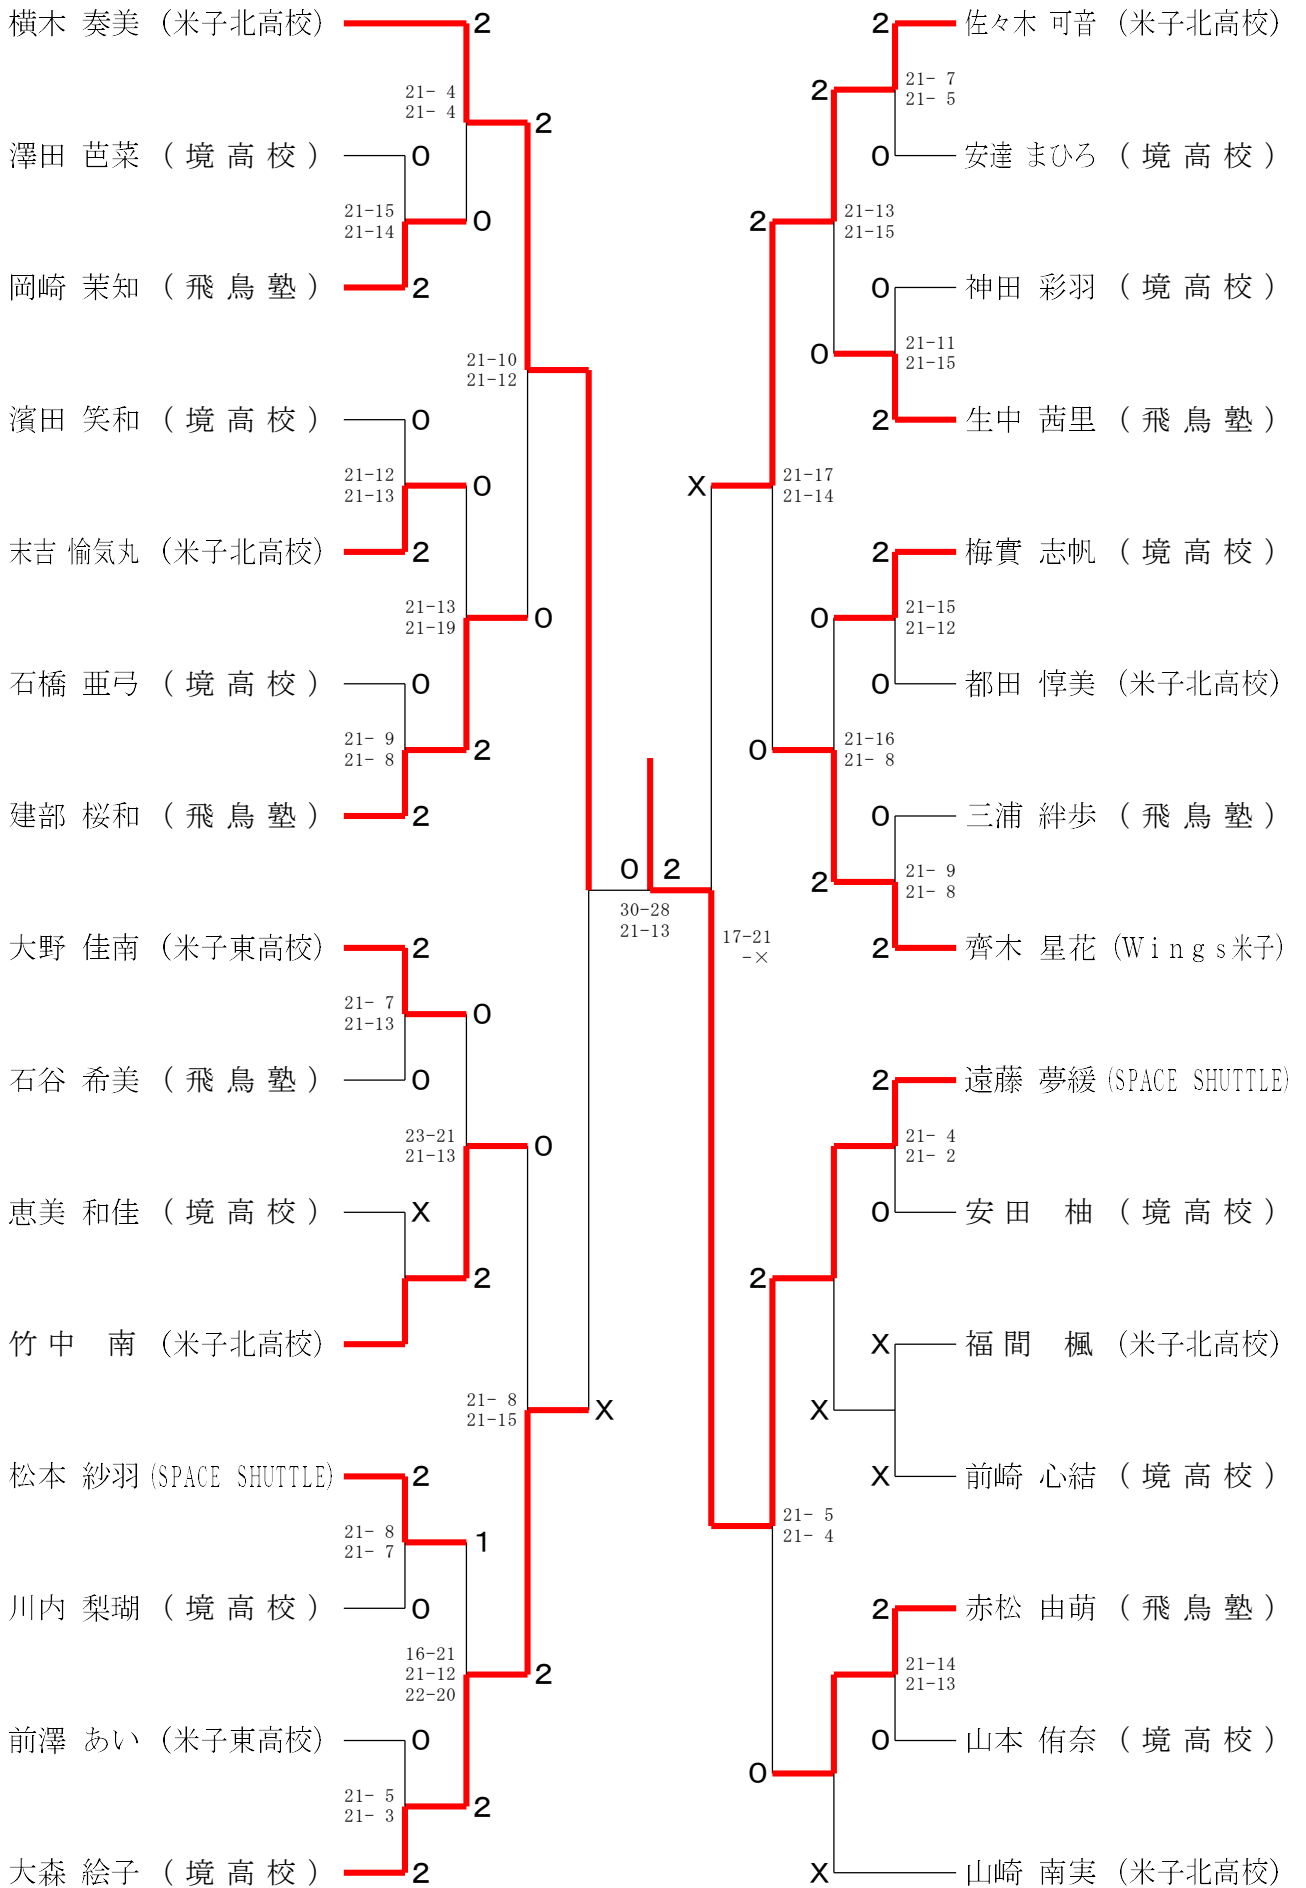 横木 奏美 (米子北高校) 2
21- 4
21- 4
2
澤田 芭菜 (境高校) 0
21-15
21-14
0
岡崎 茉知 (飛鳥塾) 2
21-10
21-12
濱田 笑和 (境高校) 0
21-12
21-13
0
末吉 愉気丸 (米子北高校) 2
21-13
21-19
0
石橋 亜弓 (境高校) 0
21- 9
21- 8
2
建部 桜和 (飛鳥塾) 2
大野 佳南 (米子東高校) 2
21- 7
21-13
0
石谷 希美 (飛鳥塾) 0
23-21
21-13
0
恵美 和佳 (境高校) X
2
竹中 南 (米子北高校)
21- 8
21-15
X
松本 紗羽 (SPACE SHUTTLE) 2
21- 8
21- 7
1
川内 梨瑚 (境高校) 0
16-21
21-12
22-20
2
前澤 あい (米子東高校) 0
21- 5
21- 3
2
大森 絵子 (境高校) 2
0 2
30-28
21-13
17-21
-×
2 佐々木 可音 (米子北高校)
2
21- 7
21- 5
0 安達 まひろ (境高校)
2
21-13
21-15
0 神田 彩羽 (境高校)
0
21-11
21-15
2 生中 茜里 (飛鳥塾)
X
21-17
21-14
2 梅實 志帆 (境高校)
0
21-15
21-12
0 都田 惇美 (米子北高校)
0
21-16
21- 8
0 三浦 絆歩 (飛鳥塾)
2
21- 9
21- 8
2 齊木 星花 (Wings米子)
2 遠藤 夢緩 (SPACE SHUTTLE)
21- 4
21- 2
0 安田 柚 (境高校)
2
X 福間 楓 (米子北高校)
X
X 前崎 心結 (境高校)
21- 5
21- 4
2 赤松 由萌 (飛鳥塾)
21-14
21-13
0 山本 侑奈 (境高校)
0
X 山崎 南実 (米子北高校)